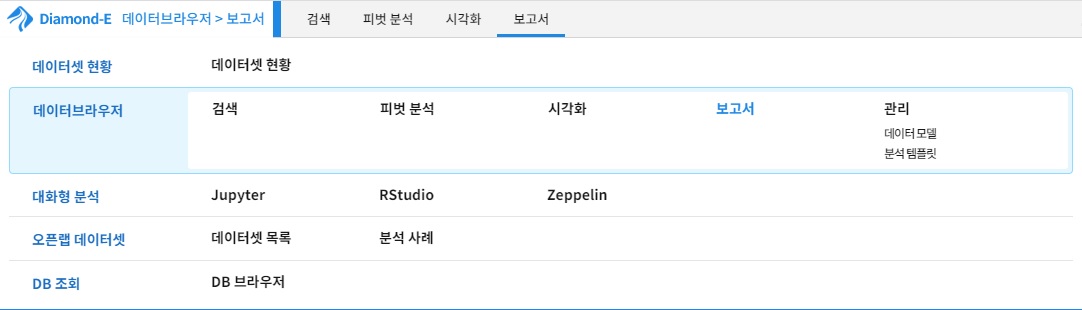 Diamond-E 데이터브라우저 > 보고서 검색 피벗 분석 시각화 보고서
데이터셋 현황 데이터셋 현황
데이터브라우저 검색 피벗 분석 시각화 보고서 관리
데이터 모델
분석 템플릿
대화형 분석 Jupyter RStudio Zeppelin
오픈랩 데이터셋 데이터셋 목록 분석 사례
DB 조회 DB 브라우저